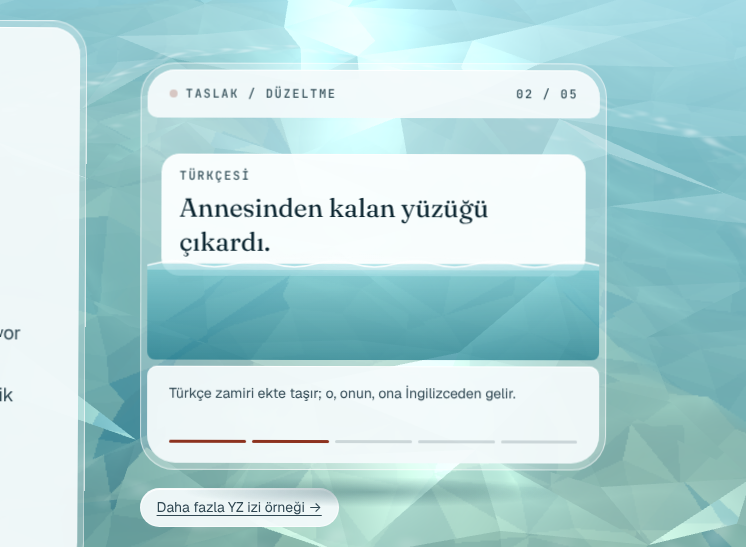 TASLAK / DÜZELTME
02 / 05
TÜRKÇESİ
Annesinden kalan yüzüğü
çıkardı.
Türkçe zamiri ekte taşır; o, onun, ona İngilizceden gelir.
Daha fazla YZ izi örneği →